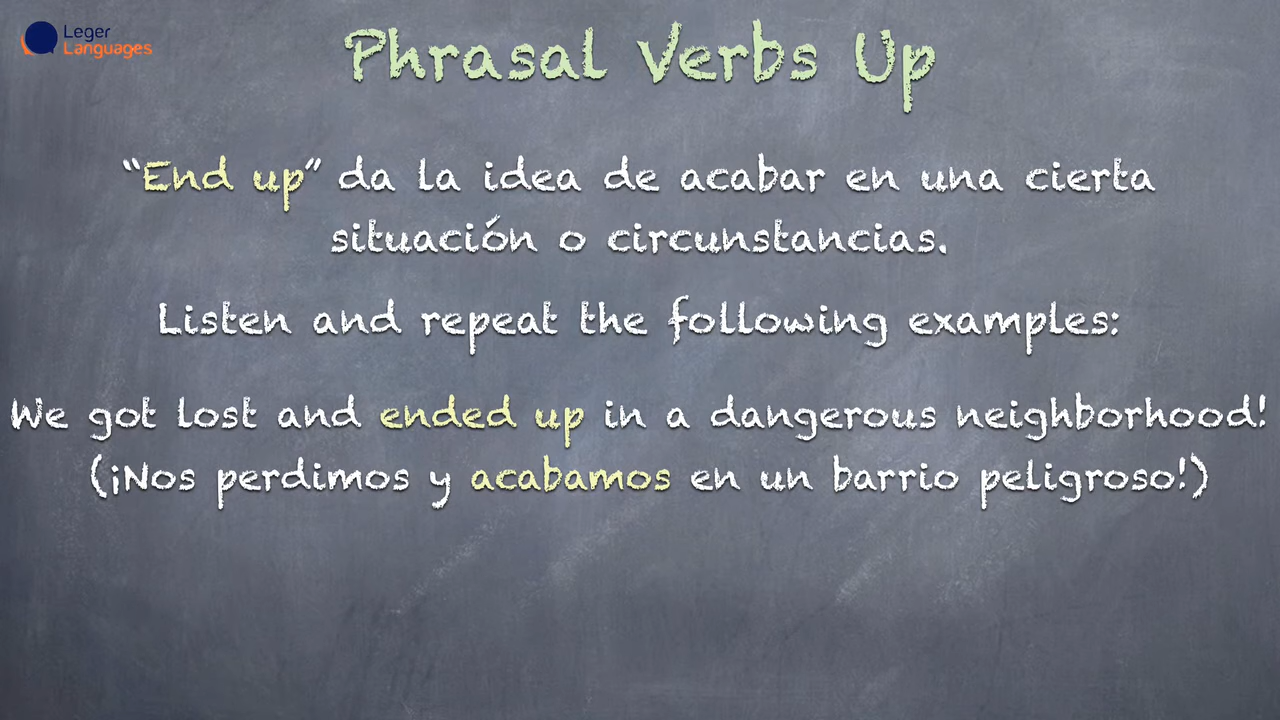 Leger
Languages
Phrasal Verbs Up
“End up” da la idea de acabar en una cierta
situación o circunstancias.
Listen and repeat the following examples:
We got lost and ended up in a dangerous neighborhood!
(¡Nos perdimos y acabamos en un barrio peligroso!)